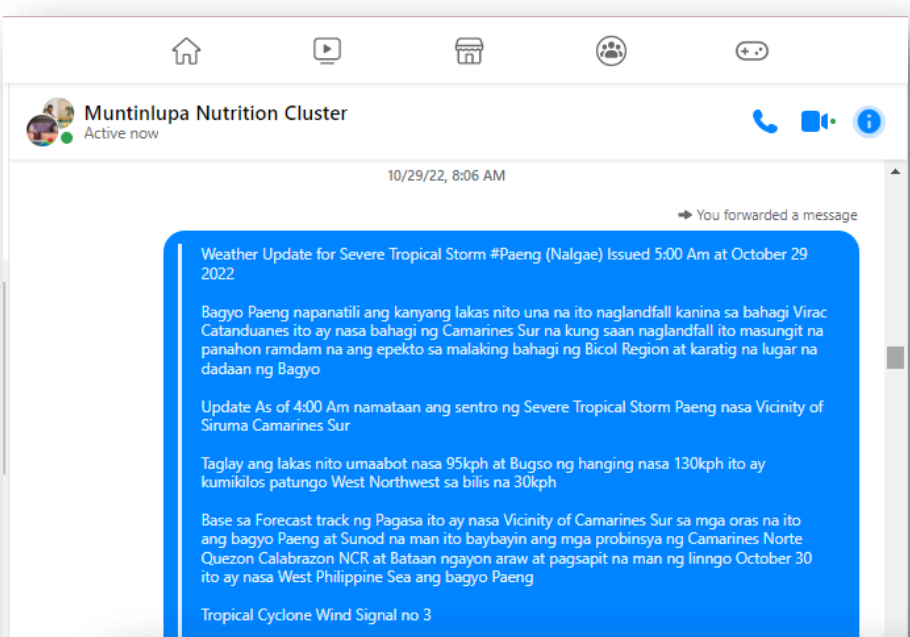 Muntinlupa Nutrition Cluster
Active now
10/29/22, 8:06 AM
You forwarded a message
Weather Update for Severe Tropical Storm #Paeng (Nalgae) Issued 5:00 Am at October 29
2022
Bagyo Paeng napanatili ang kanyang lakas nito una na ito naglandfall kanina sa bahagi Virac
Catanduanes ito ay nasa bahagi ng Camarines Sur na kung saan naglandfall ito masungit na
panahon ramdam na ang epekto sa malaking bahagi ng Bicol Region at karatig na lugar na
dadaan ng Bagyo
Update As of 4:00 Am namataan ang sentro ng Severe Tropical Storm Paeng nasa Vicinity of
Siruma Camarines Sur
Taglay ang lakas nito umaabot nasa 95kph at Bugso ng hanging nasa 130kph ito ay
kumikilos patungo West Northwest sa bilis na 30kph
Base sa Forecast track ng Pagasa ito ay nasa Vicinity of Camarines Sur sa mga oras na ito
ang bagyo Paeng at Sunod na man ito baybayin ang mga probinsya ng Camarines Norte
Quezon Calabrazon NCR at Bataan ngayon araw at pagsapit na man ng linngo October 30
ito ay nasa West Philippine Sea ang bagyo Paeng
Tropical Cyclone Wind Signal no 3